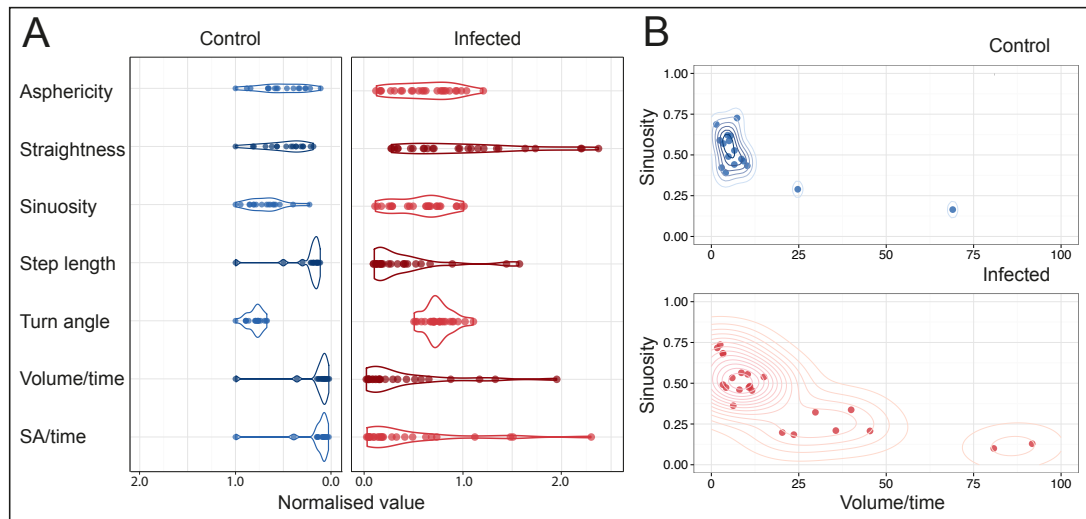 A
B
Control
Infected
Control
Asphericity
Straightness
Sinuosity
Step length
Turn angle
Volume/time
SA/time
2.0
1.0
0.0
0.0
1.0
2.0
Normalised value
1.00
0.75
0.50
0.25
0.00
Sinuosity
0
25
50
75
100
Infected
1.00
0.75
0.50
0.25
0.00
Sinuosity
0
25
50
75
100
Volume/time